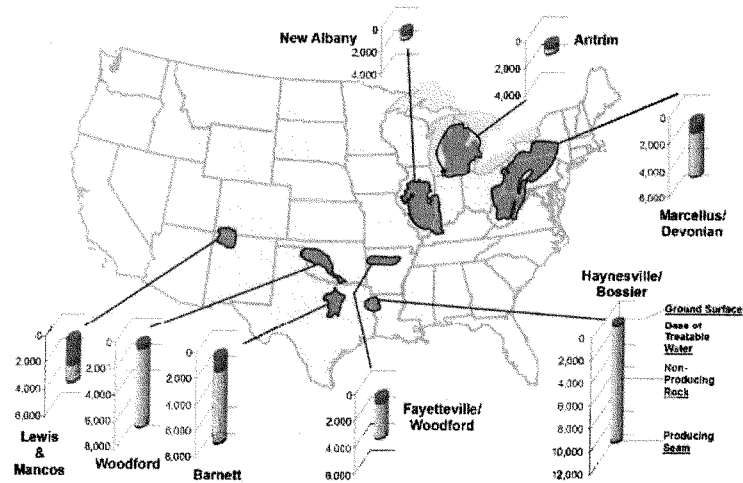 New Albany
0
2,000
4,000
Antrim
0
2,000
4,000
0
2,000
4,000
6,000
Marcellus/
Devonian
Haynesville/
Bossier
Ground Surface
Base of
Treatable
Water
Non-
Producing
Rock
Producing
Seam
0
2,000
4,000
6,000
8,000
10,000
12,000
0
2,000
4,000
6,000
Lewis
&
Mancos
0
2,000
4,000
6,000
8,000
Woodford
0
2,000
4,000
6,000
8,000
Barnett
0
2,000
4,000
6,000
Fayetteville/
Woodford